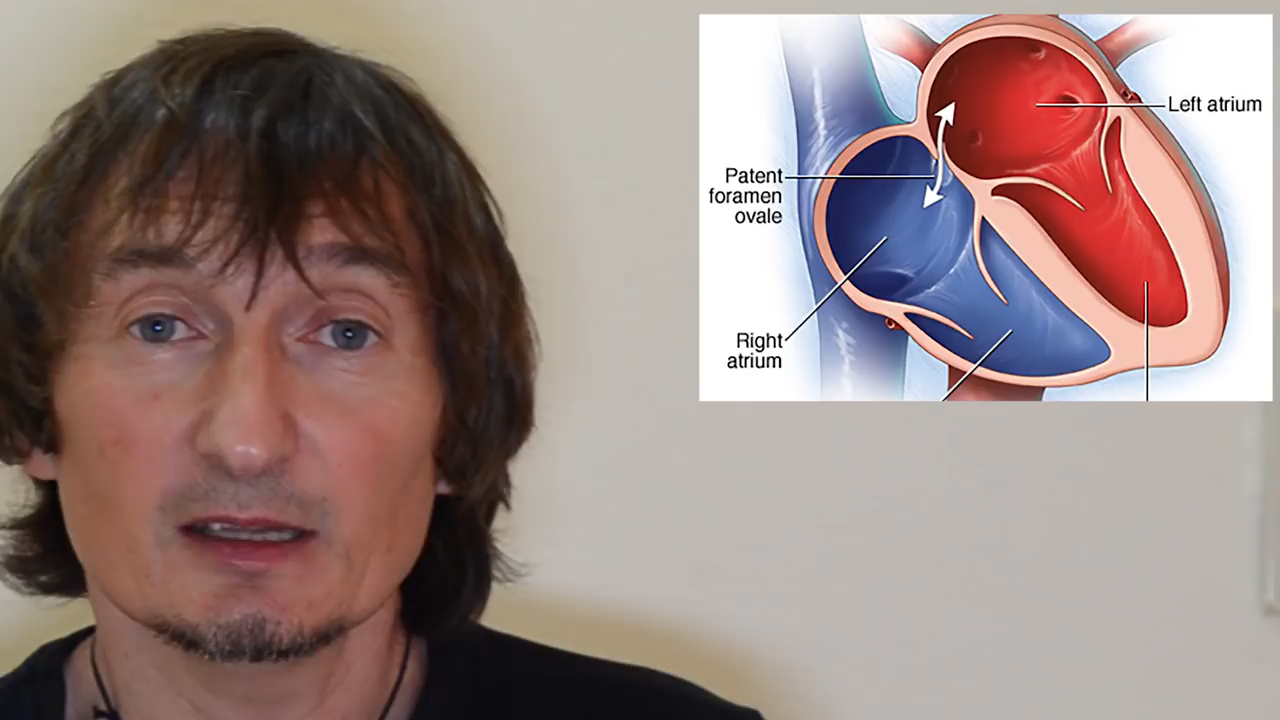 Left atrium
Patent
foramen
ovale
Right
atrium